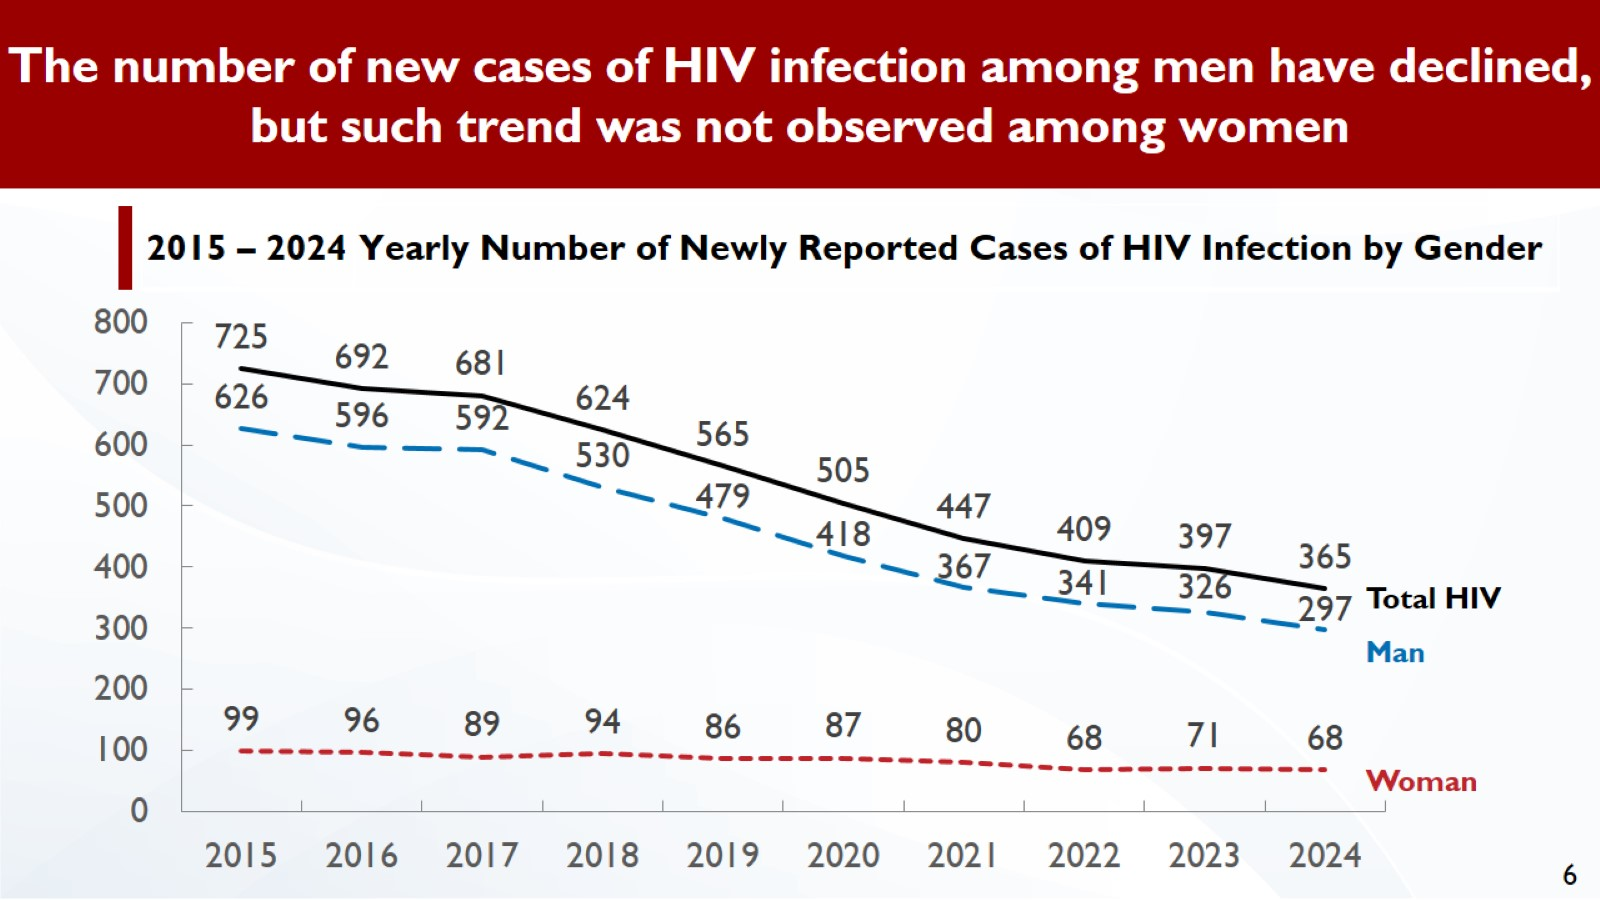 The number of new cases of HIV infection among men have declined,
but such trend was not observed among women
2015 – 2024 Yearly Number of Newly Reported Cases of HIV Infection by Gender
800
700
600
500
400
300
200
100
0
725 692 681 624 565 505 447 409 397 365
Total HIV
626 596 592 530 479 418 367 341 326 297
Man
99 96 89 94 86 87 80 68 71 68
Woman
2015 2016 2017 2018 2019 2020 2021 2022 2023 2024
6